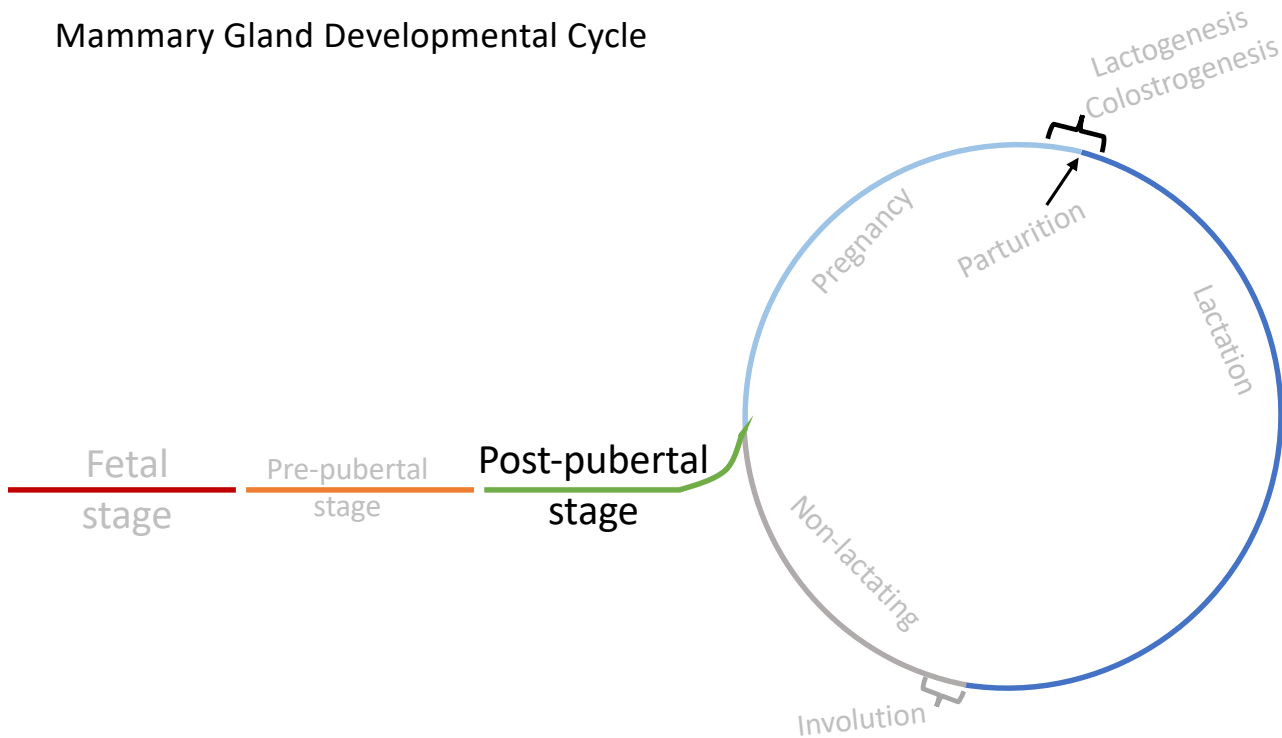 Mammary Gland Developmental Cycle
Lactogenesis
Colostrogenesis
Pregnancy
Parturition
Lactation
Fetal
stage
Pre-pubertal
stage
Post-pubertal
stage
Non-lactating
Involution